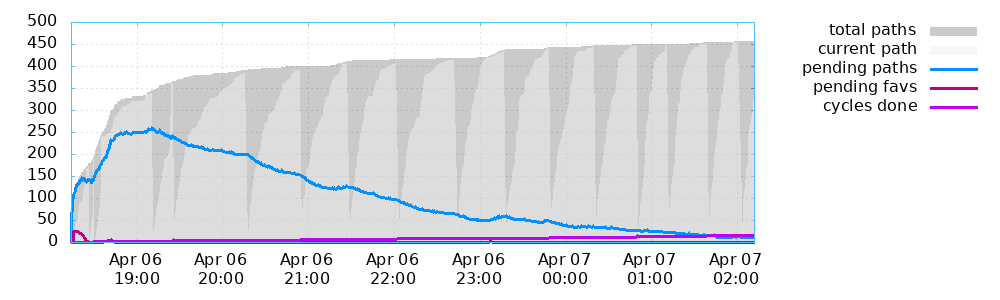 500
450
400
350
300
250
200
150
100
50
0
Apr 06 Apr 06 Apr 06 Apr 06 Apr 06 Apr 07 Apr 07 Apr 07
19:00 20:00 21:00 22:00 23:00 00:00 01:00 02:00
total paths
current path
pending paths
pending favs
cycles done